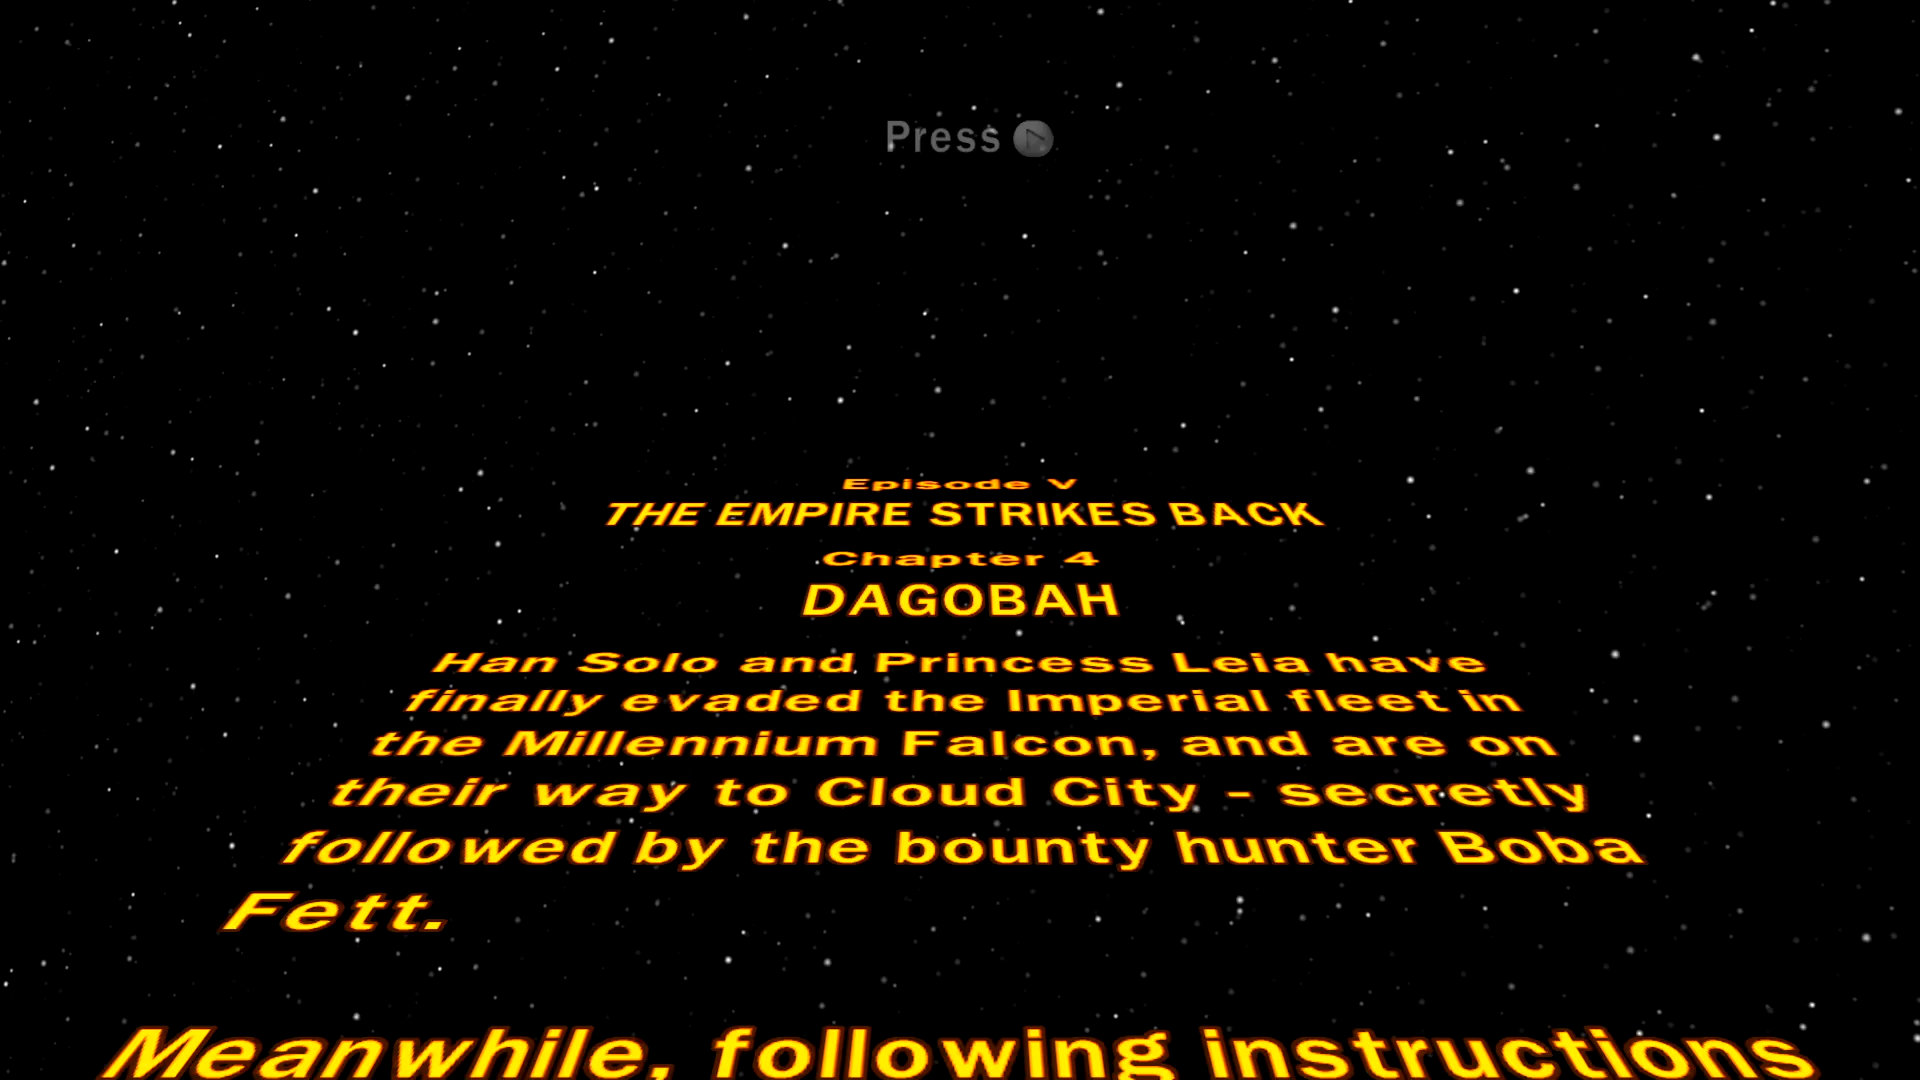 Press
Episode V
THE EMPIRE STRIKES BACK
Chapter 4
DAGOBAH
Han Solo and Princess Leia have
finally evaded the Imperial fleet in
the Millennium Falcon, and are on
their way to Cloud City - secretly
followed by the bounty hunter Boba
Fett.
Meanwhile, following instructions